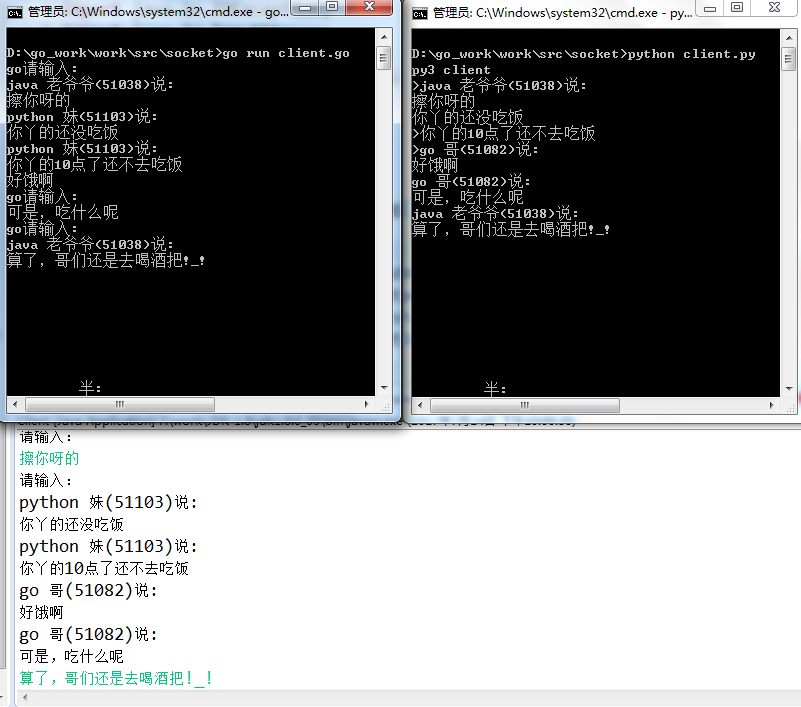 管理员: C:\Windows\system32\cmd.exe - go...
D:\go_work\work\src\socket>go run client.go
go请输入:
java 老爷爷(51038)说:
擦你呀的
python 妹(51103)说:
你丫的还没吃饭
python 妹(51103)说:
你丫的10点了还不去吃饭
好饿啊
go请输入:
可是，吃什么呢
go请输入:
java 老爷爷(51038)说:
算了，哥们还是去喝酒把!_!
半:
管理员: C:\Windows\system32\cmd.exe - py...
D:\go_work\work\src\socket>python client.py
py3 client
>java 老爷爷(51038)说:
擦你呀的
你丫的还没吃饭
>你丫的10点了还不去吃饭
>go 哥(51082)说:
好饿啊
go 哥(51082)说:
可是，吃什么呢
java 老爷爷(51038)说:
算了，哥们还是去喝酒把!_!
半:
请输入:
擦你呀的
请输入:
python 妹(51103)说:
你丫的还没吃饭
python 妹(51103)说:
你丫的10点了还不去吃饭
go 哥(51082)说:
好饿啊
go 哥(51082)说:
可是，吃什么呢
算了，哥们还是去喝酒把!_!